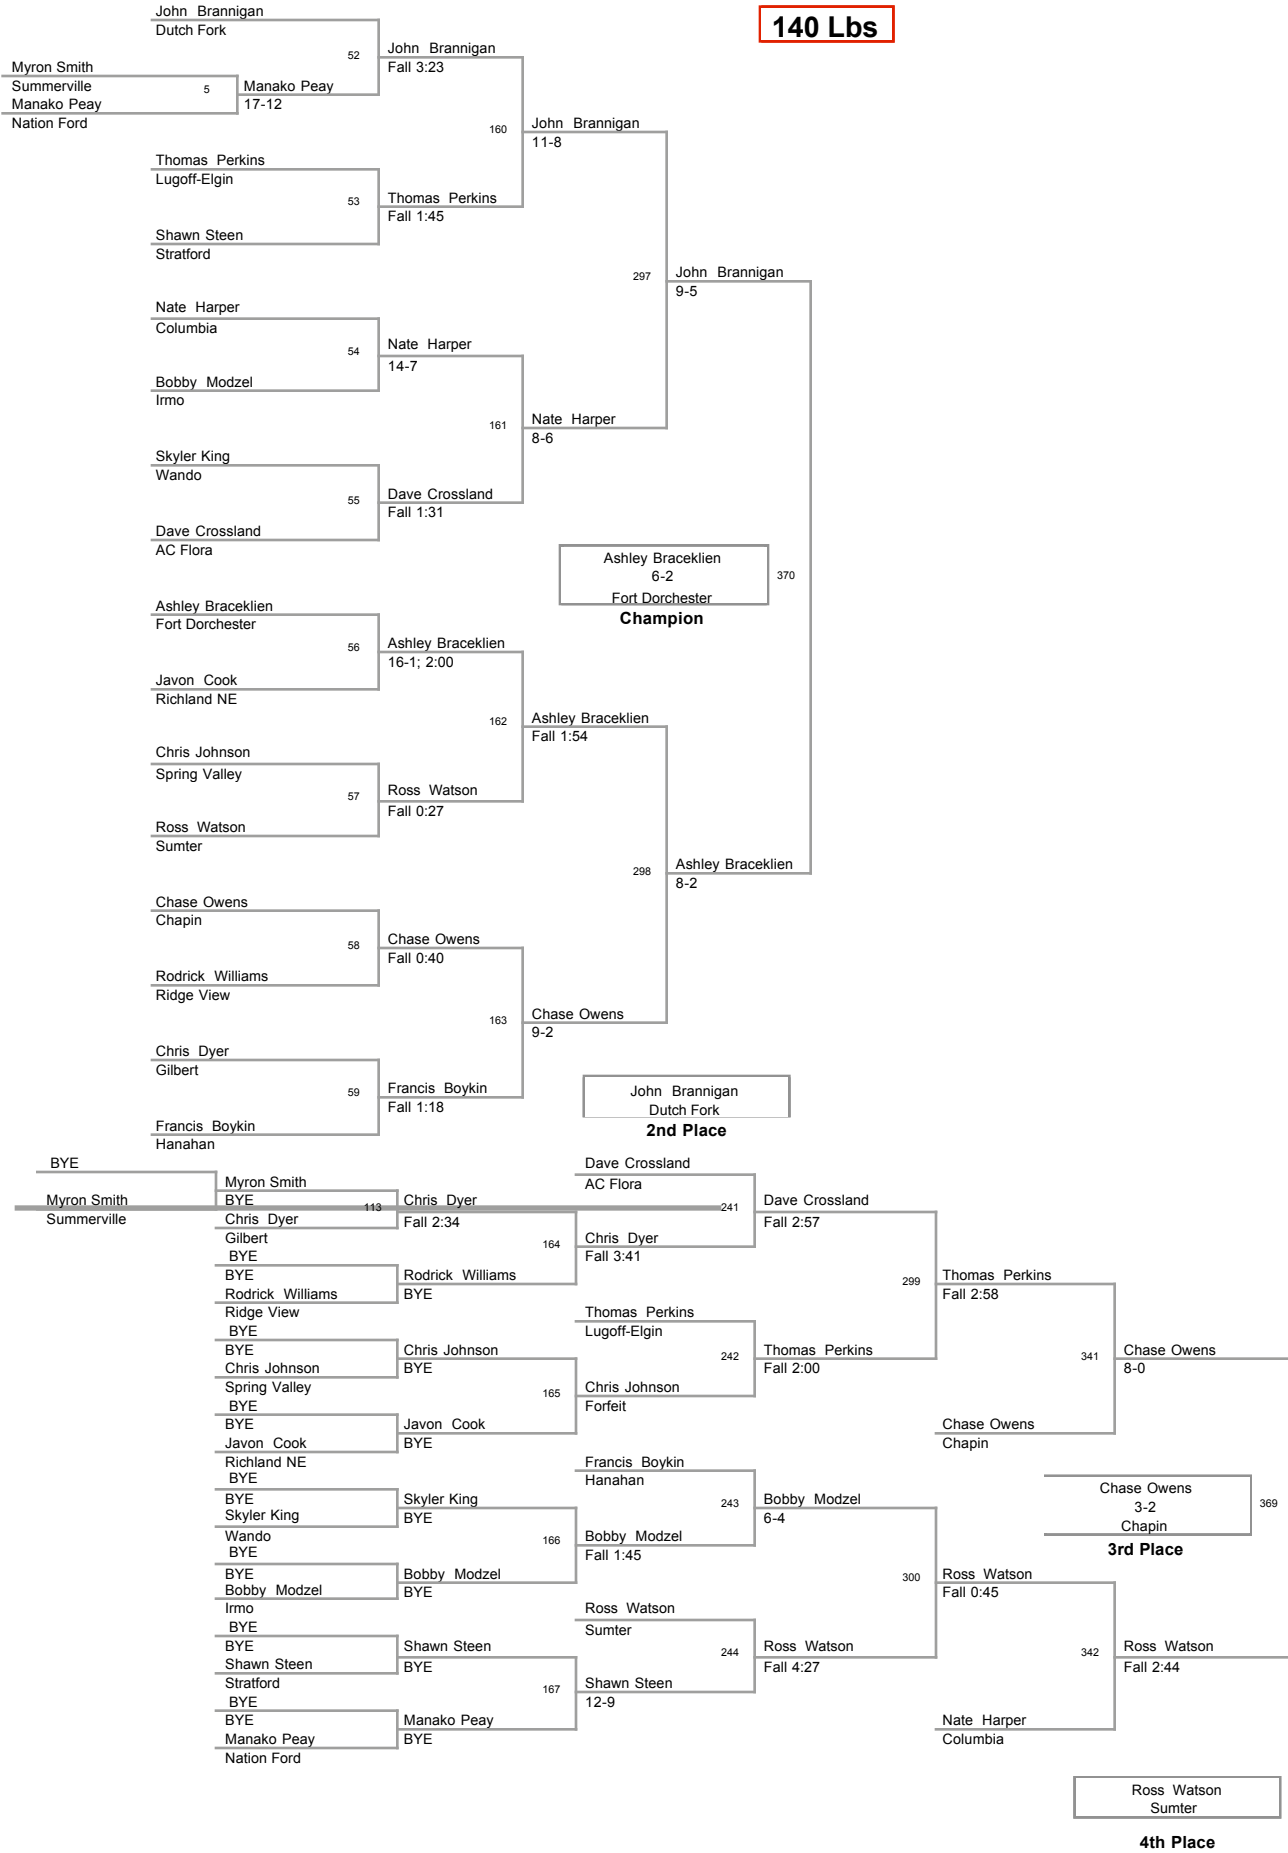 140 Lbs
John Brannigan
Dutch Fork
52
John Brannigan
Fall 3:23
Myron Smith
Summerville
5
Manako Peay
17-12
Manako Peay
Nation Ford
160
John Brannigan
11-8
Thomas Perkins
Lugoff-Elgin
53
Thomas Perkins
Fall 1:45
Shawn Steen
Stratford
297
John Brannigan
9-5
Nate Harper
Columbia
54
Nate Harper
14-7
Bobby Modzel
Irmo
161
Nate Harper
8-6
Skyler King
Wando
55
Dave Crossland
Fall 1:31
Dave Crossland
AC Flora
Ashley Braceklien
6-2
Fort Dorchester
Champion
370
Ashley Braceklien
Fort Dorchester
56
Ashley Braceklien
16-1; 2:00
Javon Cook
Richland NE
162
Ashley Braceklien
Fall 1:54
Chris Johnson
Spring Valley
57
Ross Watson
Fall 0:27
Ross Watson
Sumter
298
Ashley Braceklien
8-2
Chase Owens
Chapin
58
Chase Owens
Fall 0:40
Rodrick Williams
Ridge View
163
Chase Owens
9-2
Chris Dyer
Gilbert
59
Francis Boykin
Fall 1:18
Francis Boykin
Hanahan
John Brannigan
Dutch Fork
2nd Place
BYE
Myron Smith
Summerville
Myron Smith
BYE
113
Chris Dyer
Fall 2:34
Chris Dyer
Gilbert
164
Chris Dyer
Fall 3:41
BYE
BYE
Rodrick Williams
BYE
Rodrick Williams
Ridge View
Dave Crossland
AC Flora
241
Dave Crossland
Fall 2:57
299
Thomas Perkins
Fall 2:58
Thomas Perkins
Lugoff-Elgin
242
Thomas Perkins
Fall 2:00
BYE
BYE
Chris Johnson
BYE
Chris Johnson
Spring Valley
165
Chris Johnson
Forfeit
BYE
BYE
Javon Cook
BYE
Javon Cook
Richland NE
341
Chase Owens
8-0
Chase Owens
Chapin
Francis Boykin
Hanahan
243
Bobby Modzel
6-4
BYE
BYE
Skyler King
BYE
Skyler King
Wando
166
Bobby Modzel
Fall 1:45
BYE
BYE
Bobby Modzel
BYE
Bobby Modzel
Irmo
Chase Owens
3-2
Chapin
369
3rd Place
300
Ross Watson
Fall 0:45
Ross Watson
Sumter
244
Ross Watson
Fall 4:27
BYE
BYE
Shawn Steen
BYE
Shawn Steen
Stratford
167
Shawn Steen
12-9
BYE
BYE
Manako Peay
BYE
Manako Peay
Nation Ford
342
Ross Watson
Fall 2:44
Nate Harper
Columbia
Ross Watson
Sumter
4th Place